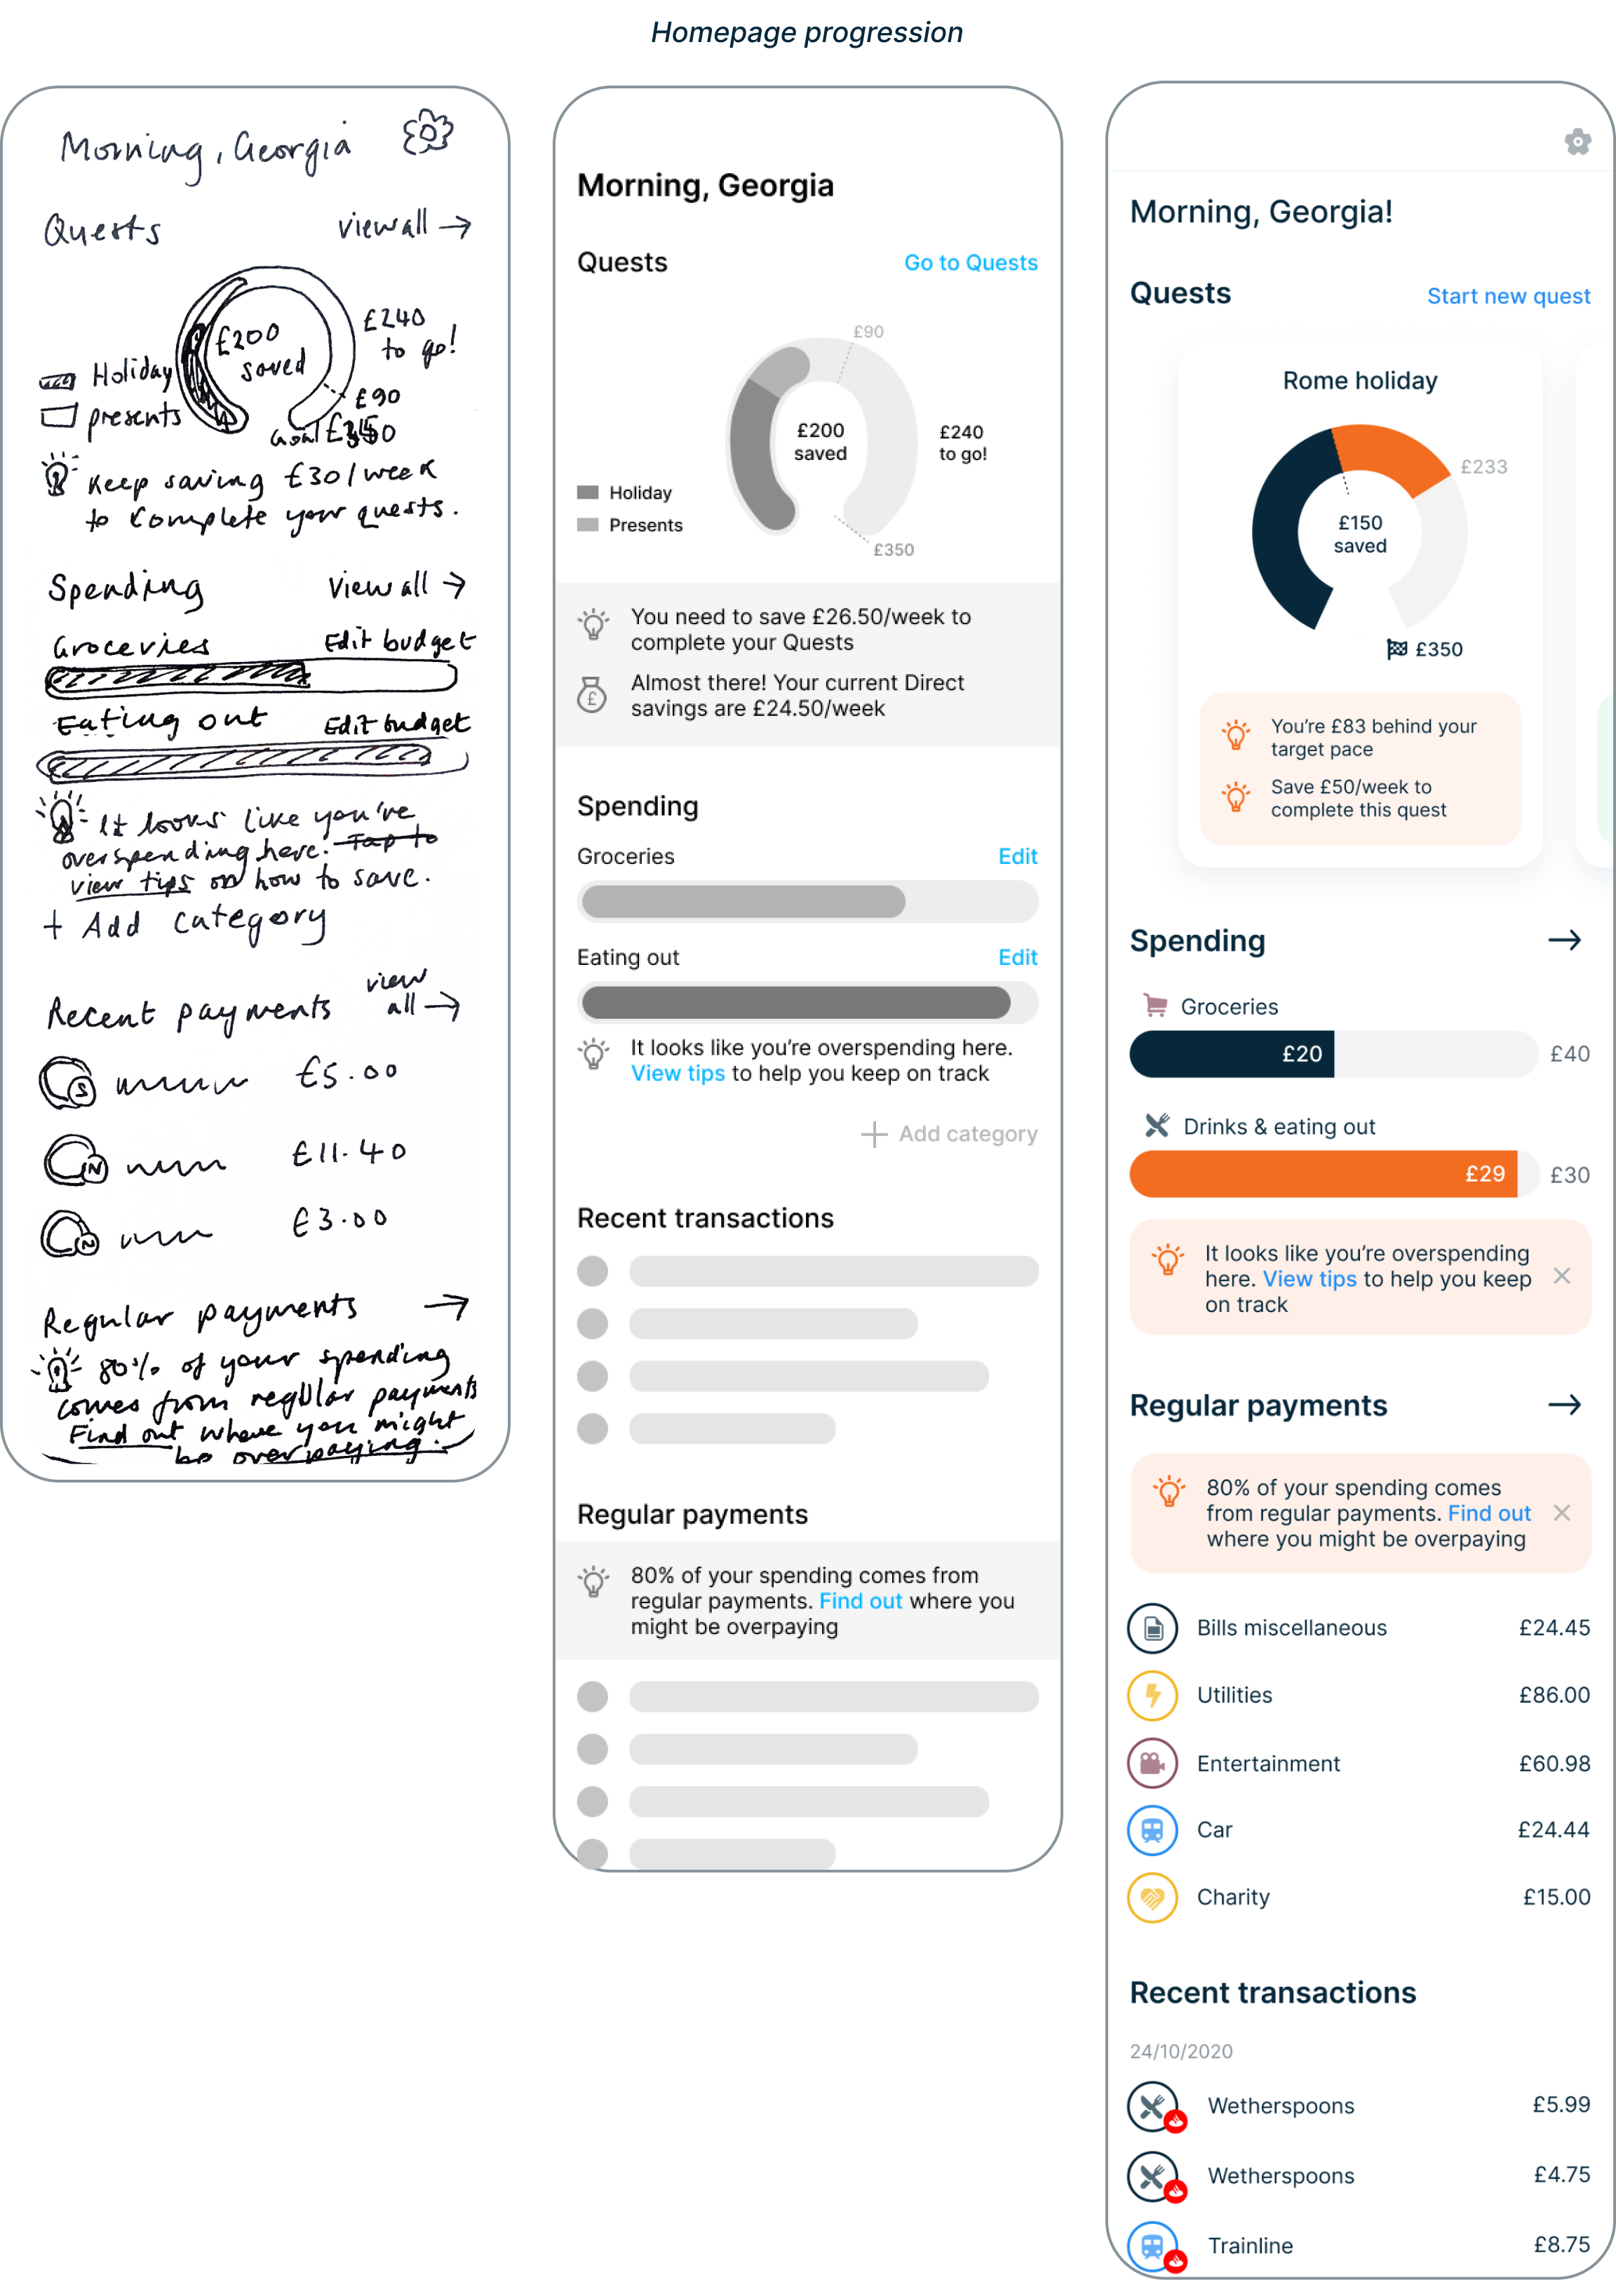 Homepage progression
Morning, Georgia
Quests view all →
£200
saved
£240
to go!
Holiday
presents
£90
Goal
Keep saving £30/week
to complete your quests.
Spending View all →
Groceries Edit budget
Eating out Edit budget
It looks like you're
overspending here. Tap to
view tips on how to save.
+ Add category
Recent payments view
all →
S £5.00
N £11.40
N £3.00
Regular payments →
80% of your spending
comes from regular payments
Find out where you might
be overpaying.
Morning, Georgia
Quests Go to Quests
£90
£200
saved
£240
to go!
Holiday
Presents
£350
You need to save £26.50/week to
complete your Quests
£
Almost there! Your current Direct
savings are £24.50/week
Spending
Groceries Edit
Eating out Edit
It looks like you’re overspending here.
View tips to help you keep on track
+ Add category
Recent transactions
Regular payments
80% of your spending comes from
regular payments. Find out where you
might be overpaying
Morning, Georgia!
Quests Start new quest
Rome holiday
£233
£150
saved
£350
You’re £83 behind your
target pace
Save £50/week to
complete this quest
Spending →
Groceries
£20 £40
Drinks & eating out
£29 £30
It looks like you’re overspending
here. View tips to help you keep
on track
Regular payments →
80% of your spending comes
from regular payments. Find out
where you might be overpaying
Bills miscellaneous £24.45
Utilities £86.00
Entertainment £60.98
Car £24.44
Charity £15.00
Recent transactions
24/10/2020
Wetherspoons £5.99
Wetherspoons £4.75
Trainline £8.75